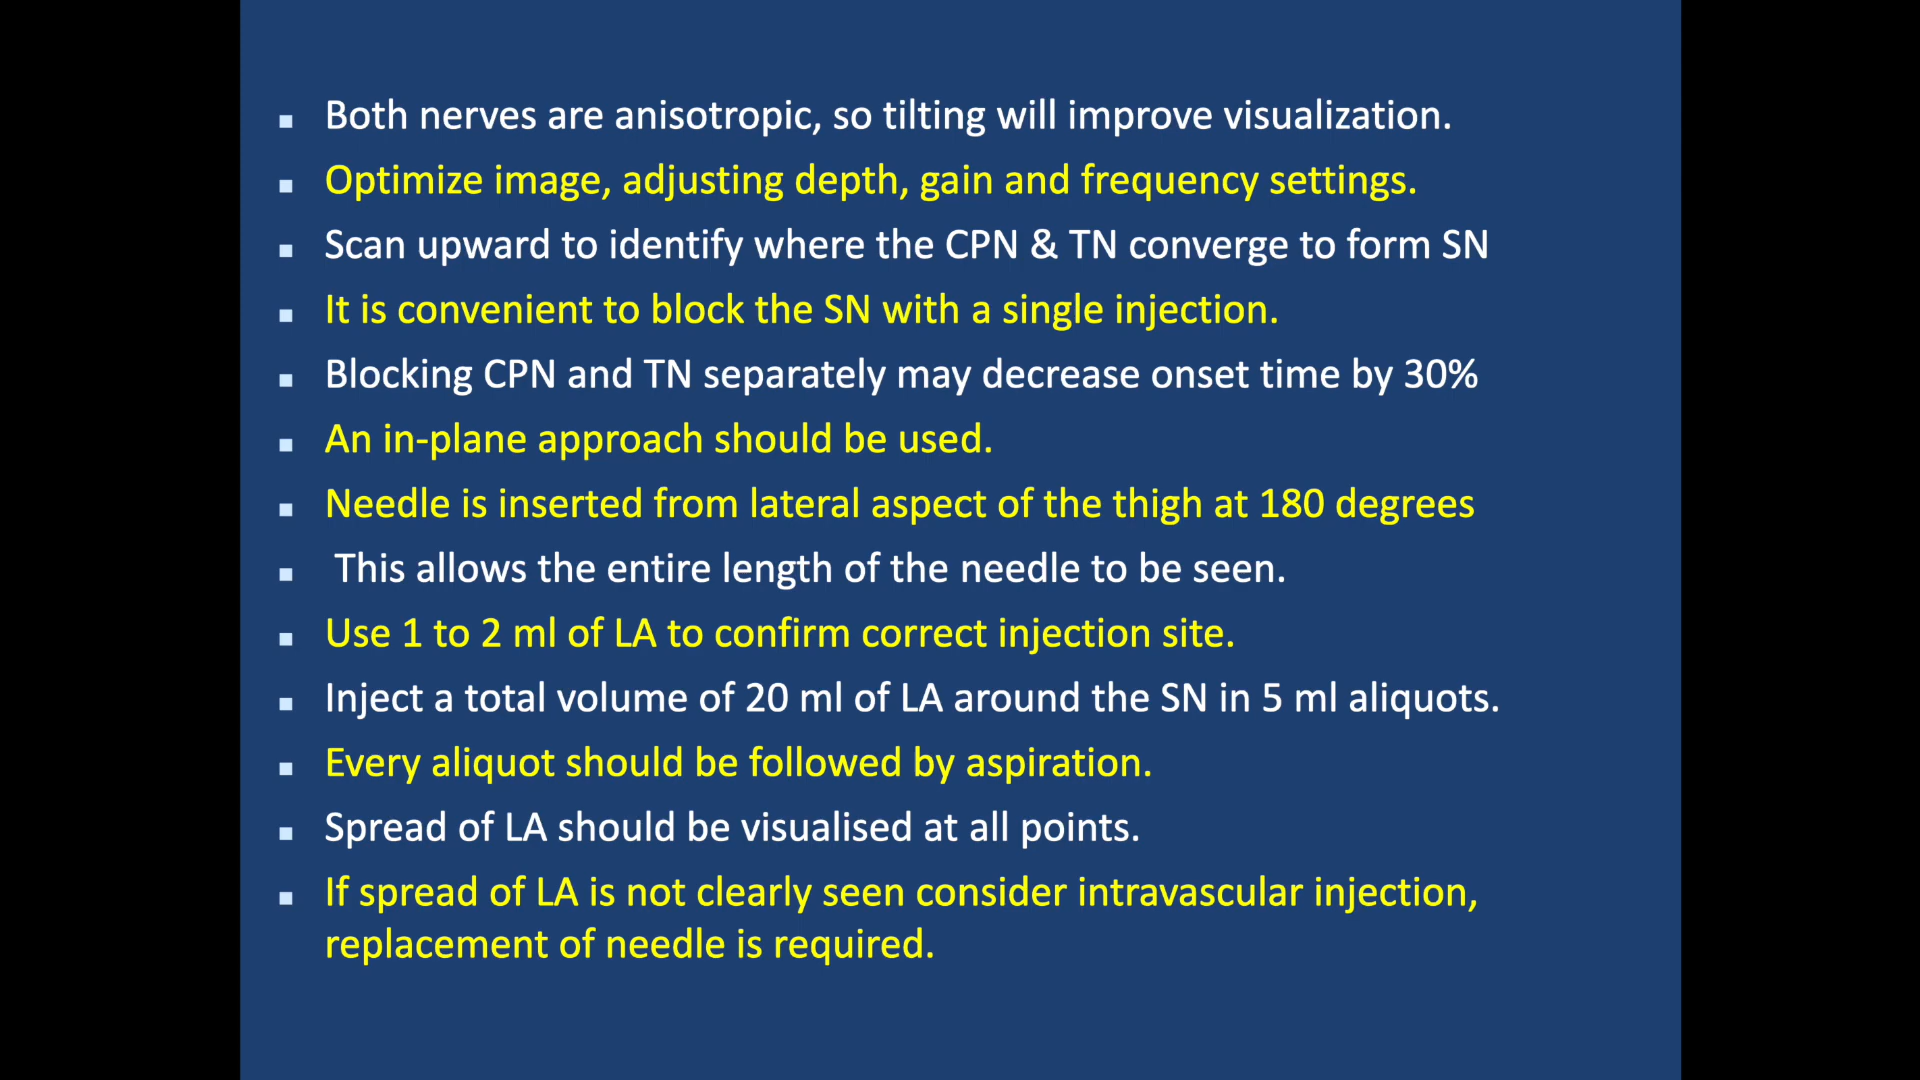 Both nerves are anisotropic, so tilting will improve visualization.
Optimize image, adjusting depth, gain and frequency settings.
Scan upward to identify where the CPN & TN converge to form SN
It is convenient to block the SN with a single injection.
Blocking CPN and TN separately may decrease onset time by 30%
An in-plane approach should be used.
Needle is inserted from lateral aspect of the thigh at 180 degrees
This allows the entire length of the needle to be seen.
Use 1 to 2 ml of LA to confirm correct injection site.
Inject a total volume of 20 ml of LA around the SN in 5 ml aliquots.
Every aliquot should be followed by aspiration.
Spread of LA should be visualised at all points.
If spread of LA is not clearly seen consider intravascular injection,
replacement of needle is required.